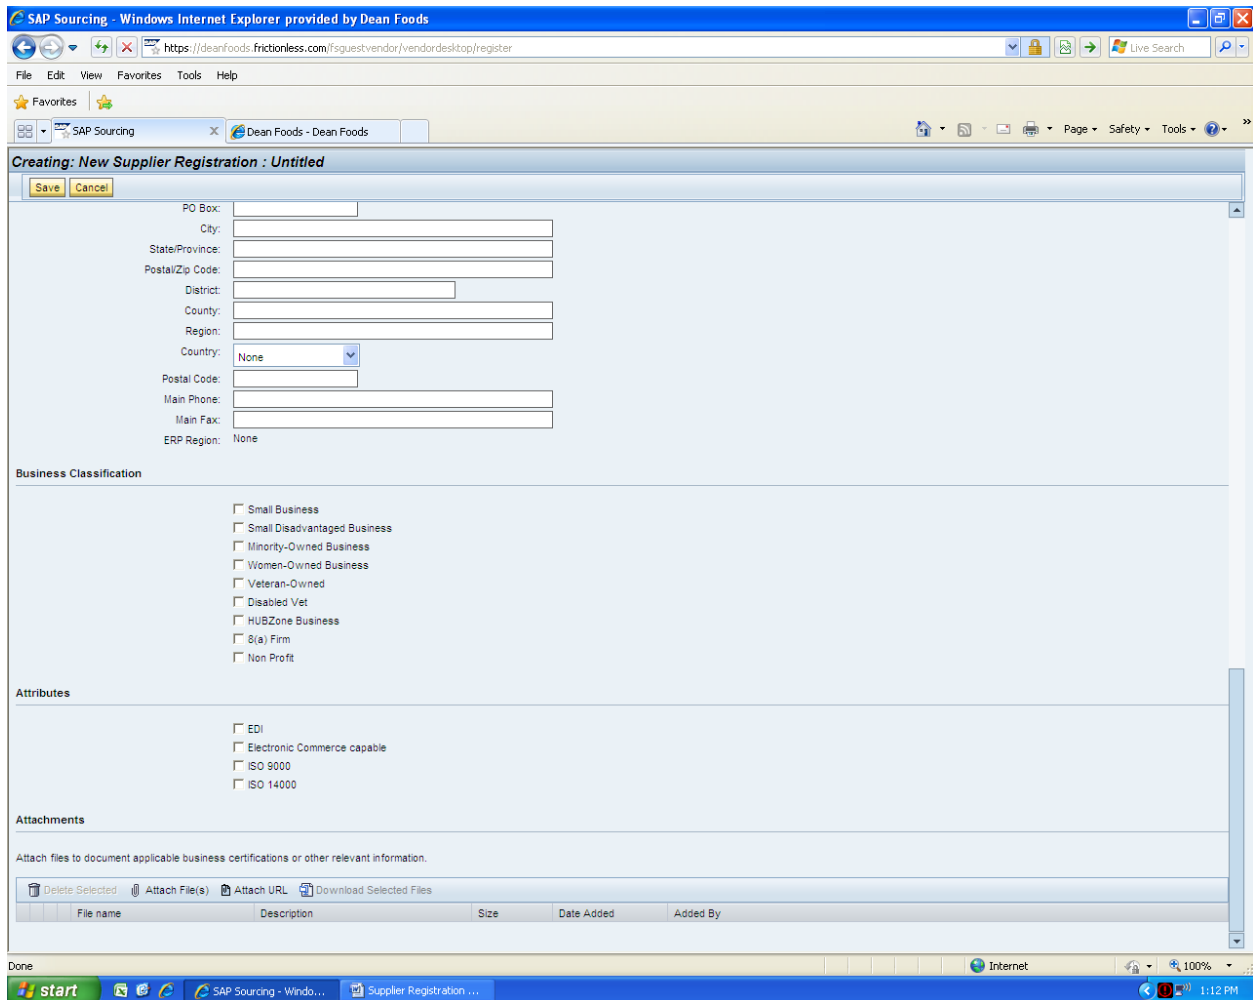 SAP Sourcing - Windows Internet Explorer provided by Dean Foods
https://deanfoods.frictionless.com/fsguestvendor/vendordesktop/register
Live Search
File Edit View Favorites Tools Help
Favorites
SAP Sourcing X Dean Foods - Dean Foods
Page Safety Tools »
Creating: New Supplier Registration : Untitled
Save Cancel
PO Box:
City:
State/Province:
Postal/Zip Code:
District:
County:
Region:
Country: None
Postal Code:
Main Phone:
Main Fax:
ERP Region: None
Business Classification
Small Business
Small Disadvantaged Business
Minority-Owned Business
Women-Owned Business
Veteran-Owned
Disabled Vet
HUBZone Business
8(a) Firm
Non Profit
Attributes
EDI
Electronic Commerce capable
ISO 9000
ISO 14000
Attachments
Attach files to document applicable business certifications or other relevant information.
Delete Selected Attach File(s) Attach URL Download Selected Files
File name Description Size Date Added Added By
Done Internet 100%
start SAP Sourcing - Windo... Supplier Registration ... 1:12 PM